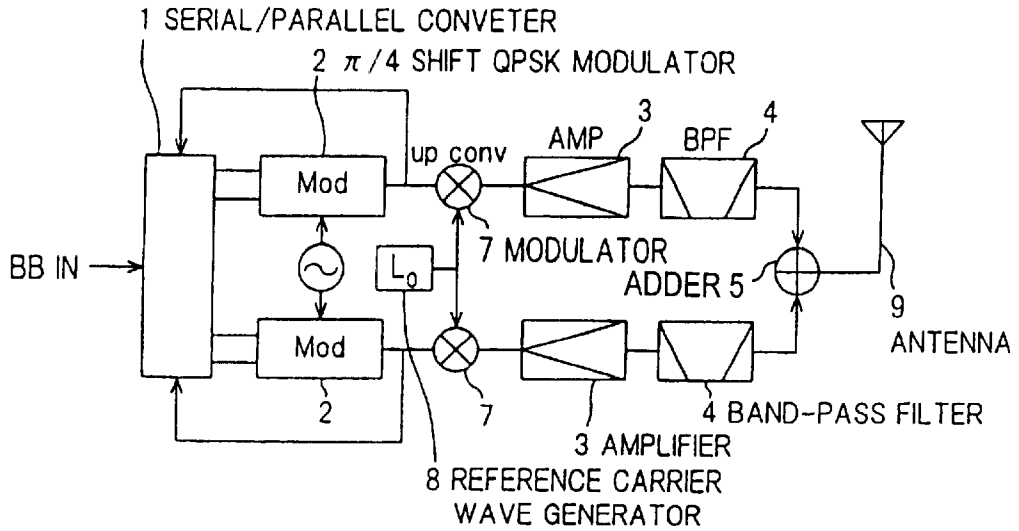 1 SERIAL/PARALLEL CONVETER
2 π/4 SHIFT QPSK MODULATOR
3
4
AMP
BPF
up conv
Mod
7 MODULATOR
BB IN
L0
ADDER 5
9
ANTENNA
Mod
2
7
3 AMPLIFIER
4 BAND-PASS FILTER
8 REFERENCE CARRIER
WAVE GENERATOR